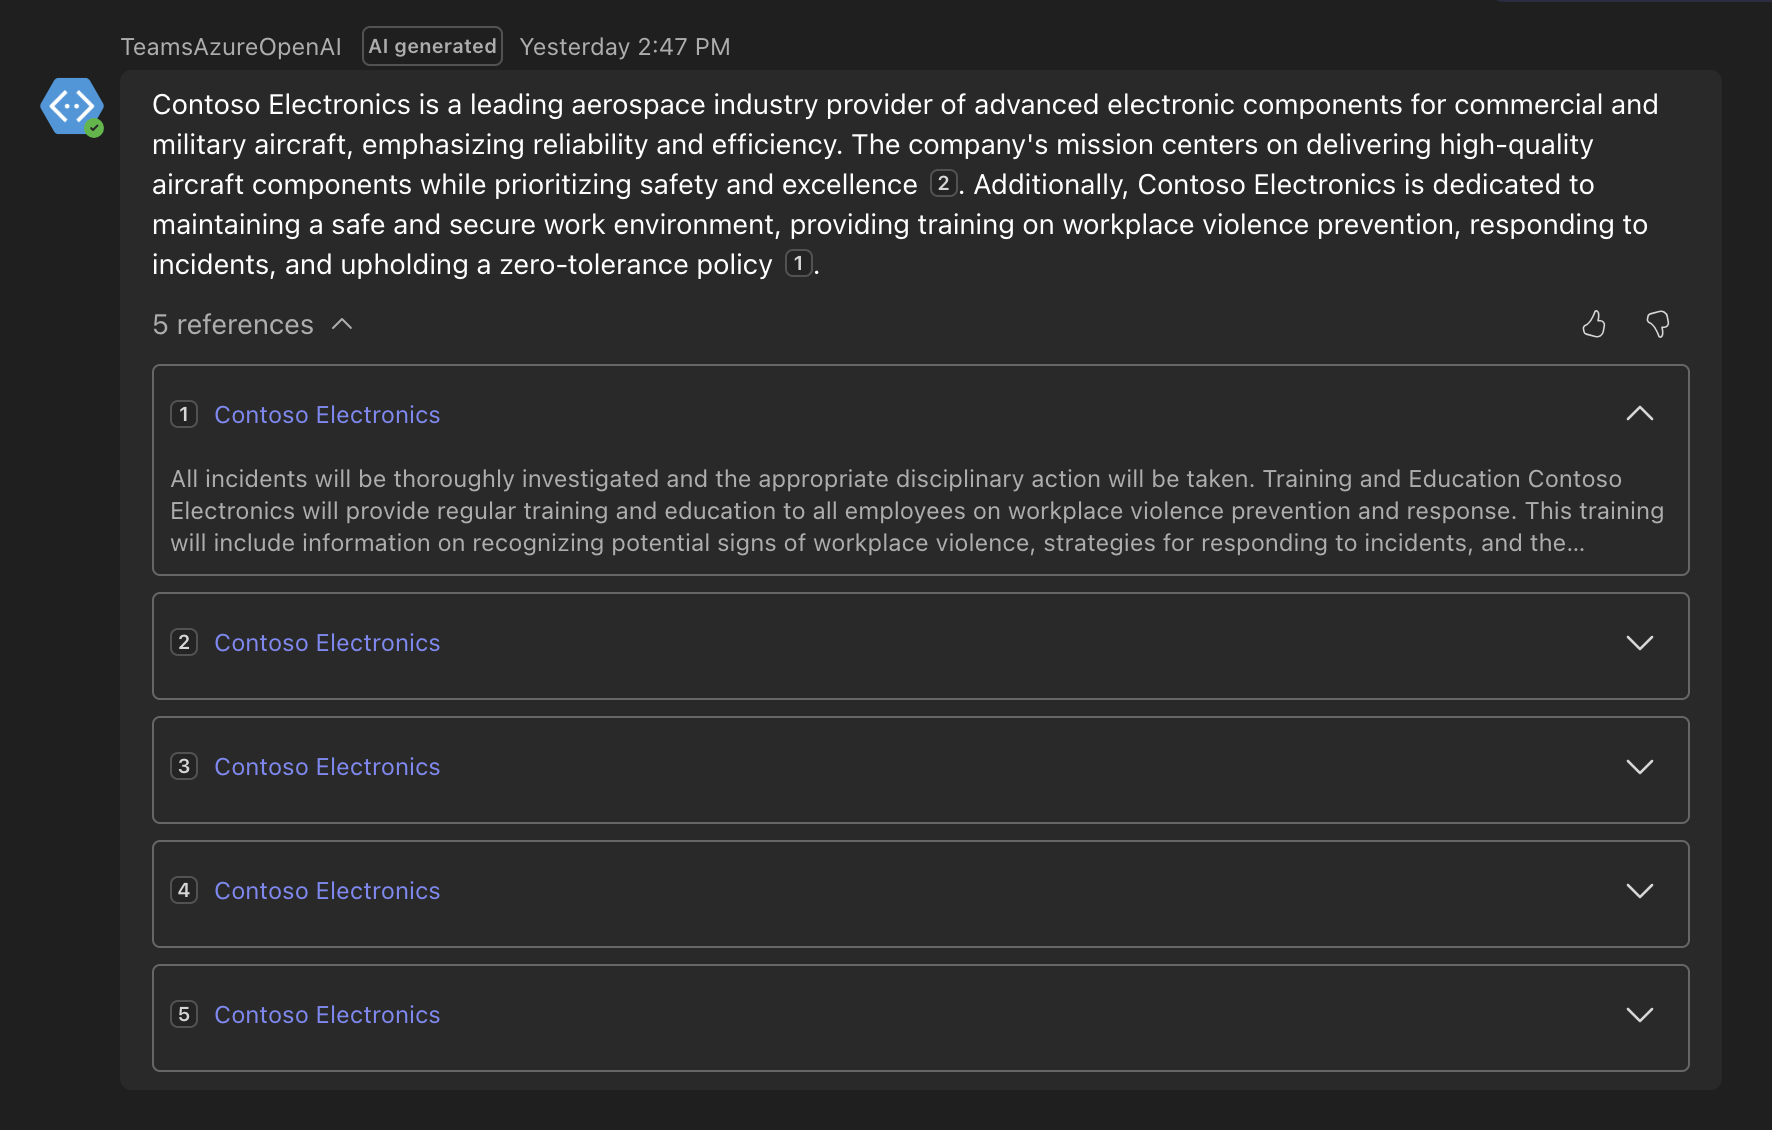 TeamsAzureOpenAI AI generated Yesterday 2:47 PM
Contoso Electronics is a leading aerospace industry provider of advanced electronic components for commercial and
military aircraft, emphasizing reliability and efficiency. The company's mission centers on delivering high-quality
aircraft components while prioritizing safety and excellence 2. Additionally, Contoso Electronics is dedicated to
maintaining a safe and secure work environment, providing training on workplace violence prevention, responding to
incidents, and upholding a zero-tolerance policy 1.
5 references
1 Contoso Electronics
All incidents will be thoroughly investigated and the appropriate disciplinary action will be taken. Training and Education Contoso
Electronics will provide regular training and education to all employees on workplace violence prevention and response. This training
will include information on recognizing potential signs of workplace violence, strategies for responding to incidents, and the...
2 Contoso Electronics
3 Contoso Electronics
4 Contoso Electronics
5 Contoso Electronics